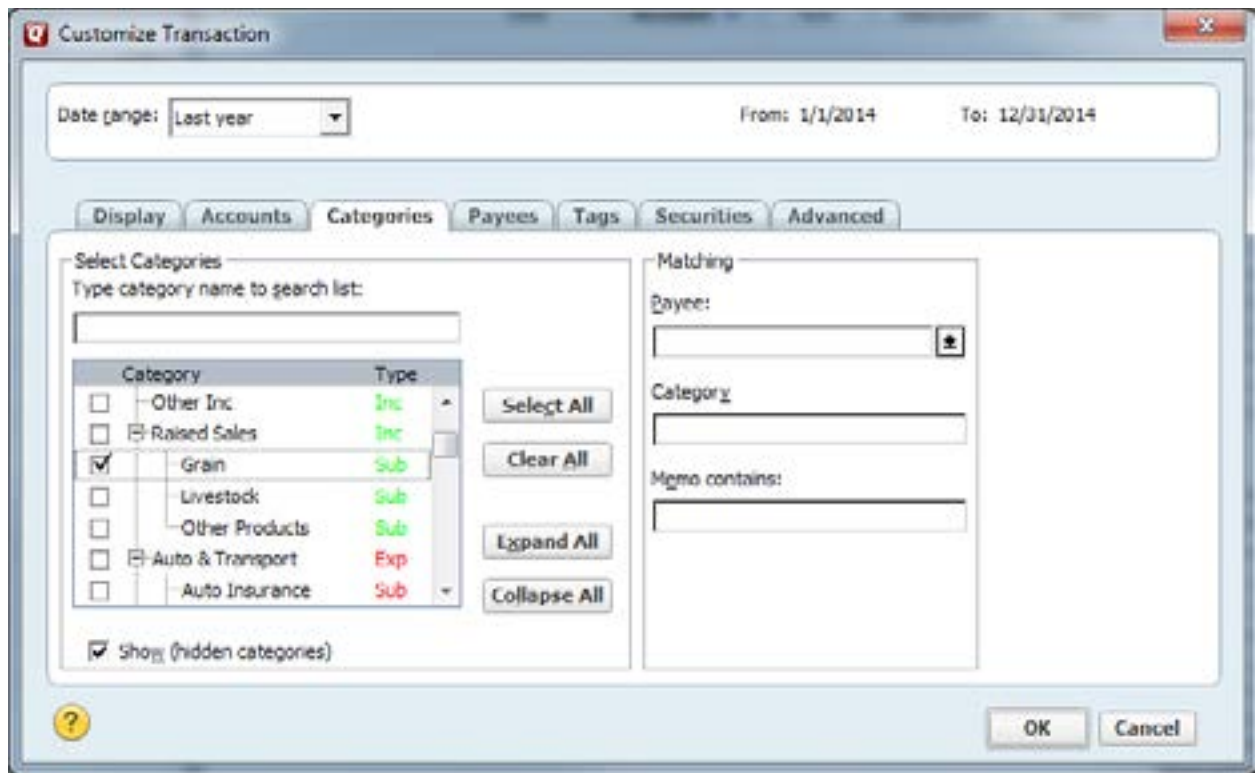 Customize Transaction
Date range: Last year From: 1/1/2014 To: 12/31/2014
Display Accounts Categories Payees Tags Securities Advanced
Select Categories
Type category name to search list:
Category Type
Other Inc Inc
Raised Sales Inc
Grain Sub
Livestock Sub
Other Products Sub
Auto & Transport Exp
Auto Insurance Sub
Show (hidden categories)
Select All
Clear All
Expand All
Collapse All
Matching
Payee:
Category
Memo contains:
?
OK Cancel